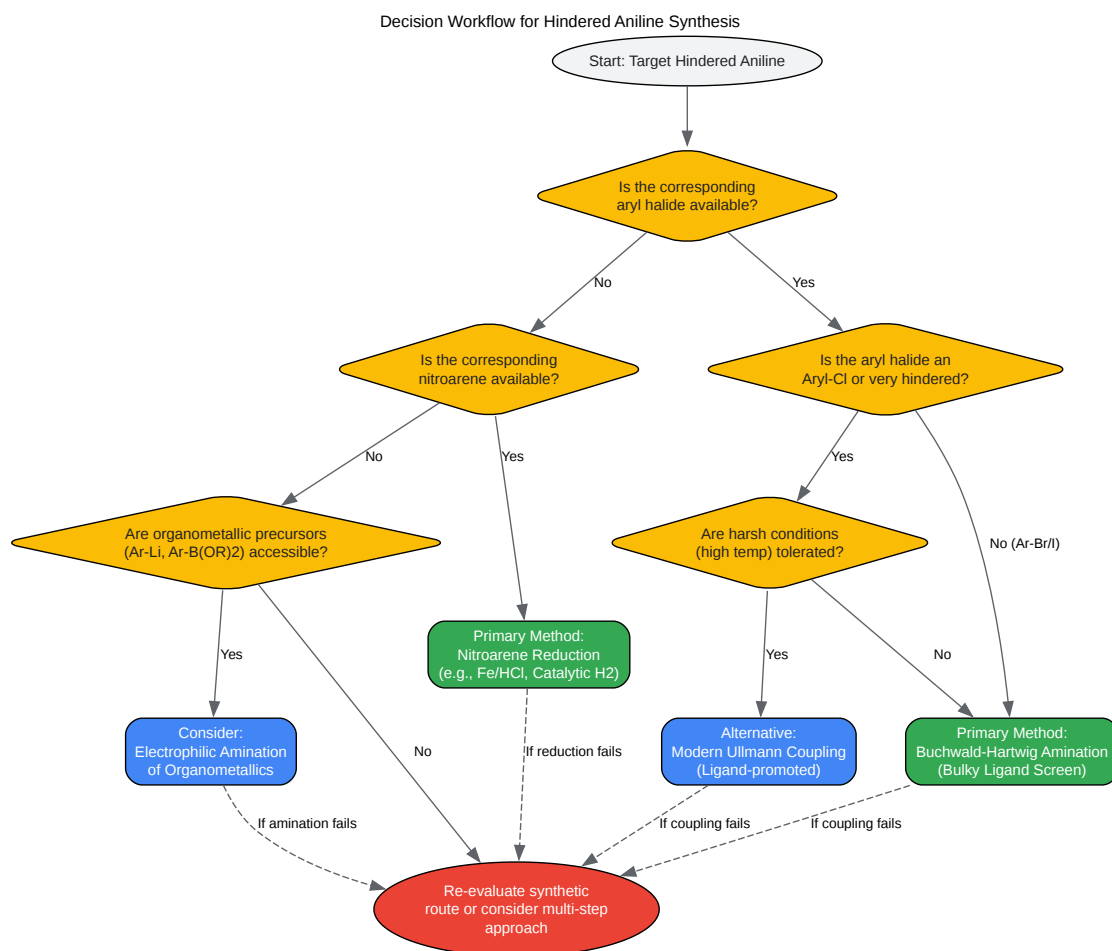 Decision Workflow for Hindered Aniline Synthesis
Start: Target Hindered Aniline
Is the corresponding
aryl halide available?
No
Yes
Is the corresponding
nitroarene available?
Is the aryl halide an
Aryl-Cl or very hindered?
No
Yes
Yes
No (Ar-Br/I)
Are organometallic precursors
(Ar-Li, Ar-B(OR)2) accessible?
Are harsh conditions
(high temp) tolerated?
Yes
No
Primary Method:
Nitroarene Reduction
(e.g., Fe/HCl, Catalytic H2)
Yes
No
Consider:
Electrophilic Amination
of Organometallics
If reduction fails
Alternative:
Modern Ullmann Coupling
(Ligand-promoted)
Primary Method:
Buchwald-Hartwig Amination
(Bulky Ligand Screen)
If amination fails
If coupling fails
If coupling fails
Re-evaluate synthetic
route or consider multi-step
approach